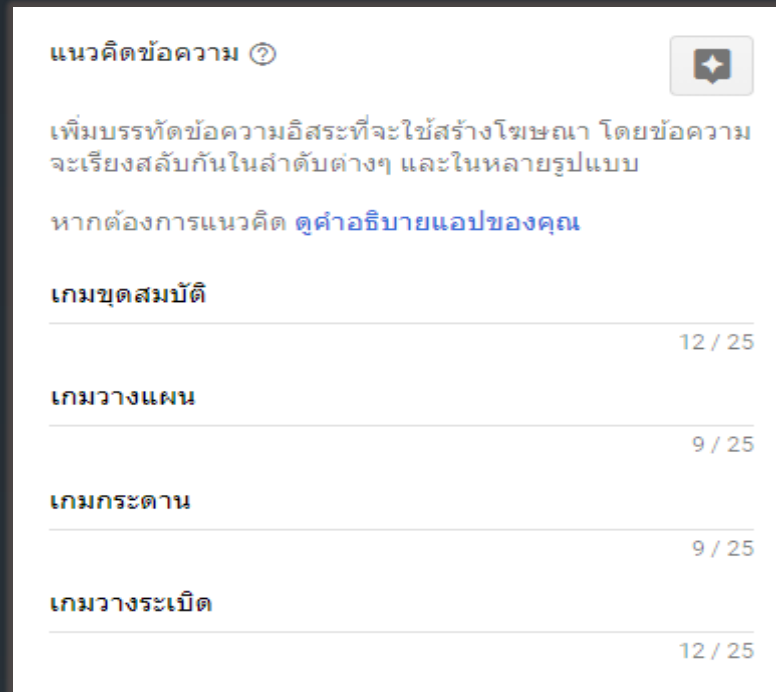 แนวคิดข้อความ ?
เพิ่มบรรทัดข้อความอิสระที่จะใช้สร้างโฆษณา โดยข้อความ
จะเรียงสลับกันในลำดับต่างๆ และในหลายรูปแบบ
หากต้องการแนวคิด ดูคำอธิบายแอปของคุณ
เกมขุดสมบัติ
12 / 25
เกมวางแผน
9 / 25
เกมกระดาน
9 / 25
เกมวางระเบิด
12 / 25